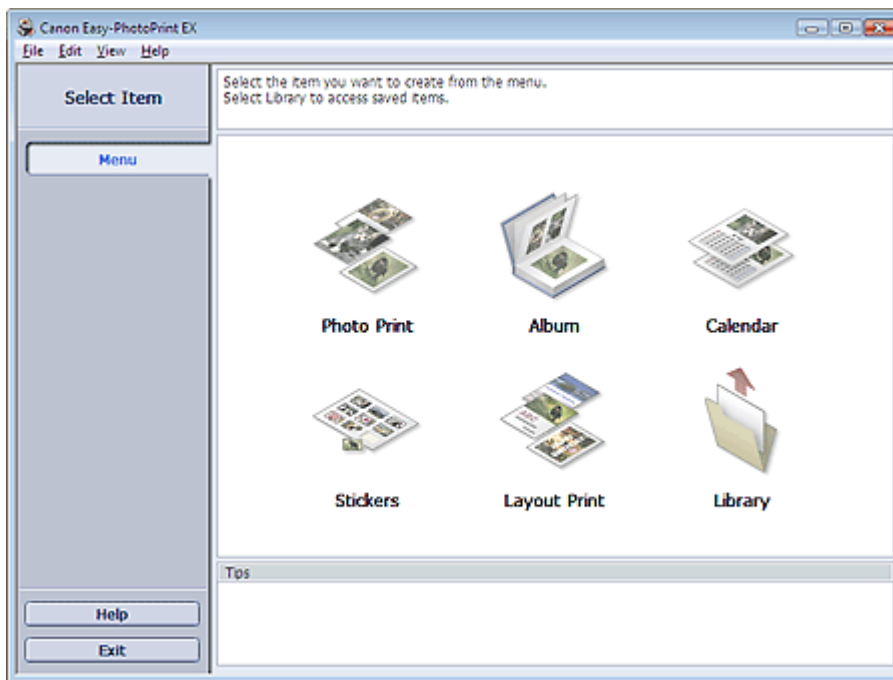 Canon Easy-PhotoPrint EX
File Edit View Help
Select Item
Select the item you want to create from the menu.
Select Library to access saved items.
Menu
Photo Print
Album
Calendar
Stickers
Layout Print
Library
Tips
Help
Exit